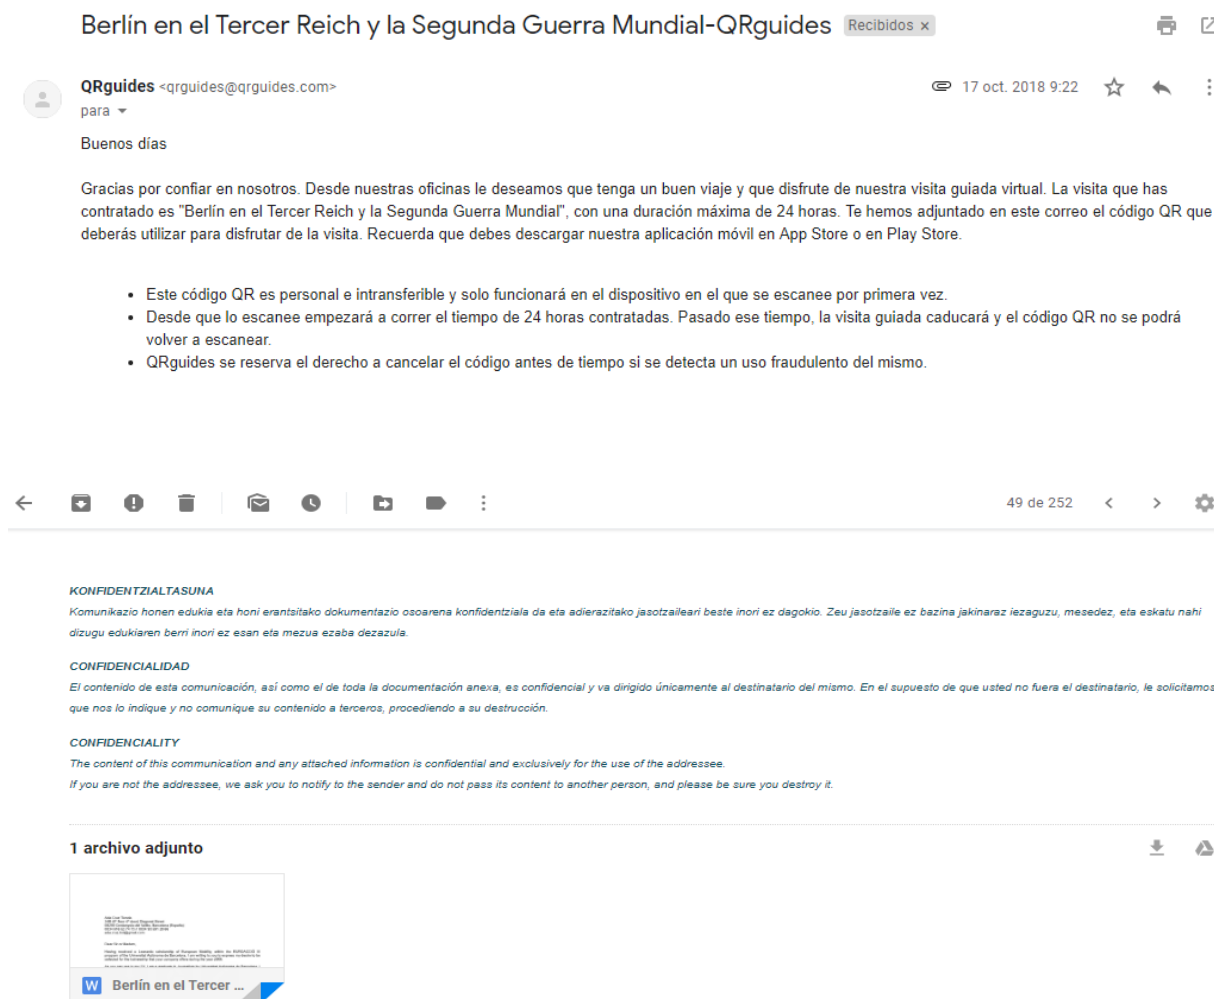 Berlín en el Tercer Reich y la Segunda Guerra Mundial-QRguides Recibidos ×
QRguides <qrguides@qrguides.com> 17 oct. 2018 9:22
para
Buenos días
Gracias por confiar en nosotros. Desde nuestras oficinas le deseamos que tenga un buen viaje y que disfrute de nuestra visita guiada virtual. La visita que has
contratado es "Berlín en el Tercer Reich y la Segunda Guerra Mundial", con una duración máxima de 24 horas. Te hemos adjuntado en este correo el código QR que
deberás utilizar para disfrutar de la visita. Recuerda que debes descargar nuestra aplicación móvil en App Store o en Play Store.
• Este código QR es personal e intransferible y solo funcionará en el dispositivo en el que se escanee por primera vez.
• Desde que lo escanee empezará a correr el tiempo de 24 horas contratadas. Pasado ese tiempo, la visita guiada caducará y el código QR no se podrá
volver a escanear.
• QRguides se reserva el derecho a cancelar el código antes de tiempo si se detecta un uso fraudulento del mismo.
49 de 252
KONFIDENTZIALTASUNA
Komunikazio honen edukia eta honi erantsitako dokumentazio osoarena konfidentziala da eta adierazitako jasotzaileari beste inori ez dagokio. Zeu jasotzaile ez bazina jakinaraz iezaguzu, mesedez, eta eskatu nahi
dizugu edukiaren berri inori ez esan eta mezua ezaba dezazula.
CONFIDENCIALIDAD
El contenido de esta comunicación, así como el de toda la documentación anexa, es confidencial y va dirigido únicamente al destinatario del mismo. En el supuesto de que usted no fuera el destinatario, le solicitamos
que nos lo indique y no comunique su contenido a terceros, procediendo a su destrucción.
CONFIDENCIALITY
The content of this communication and any attached information is confidential and exclusively for the use of the addressee.
If you are not the addressee, we ask you to notify to the sender and do not pass its content to another person, and please be sure you destroy it.
1 archivo adjunto
W Berlín en el Tercer ...